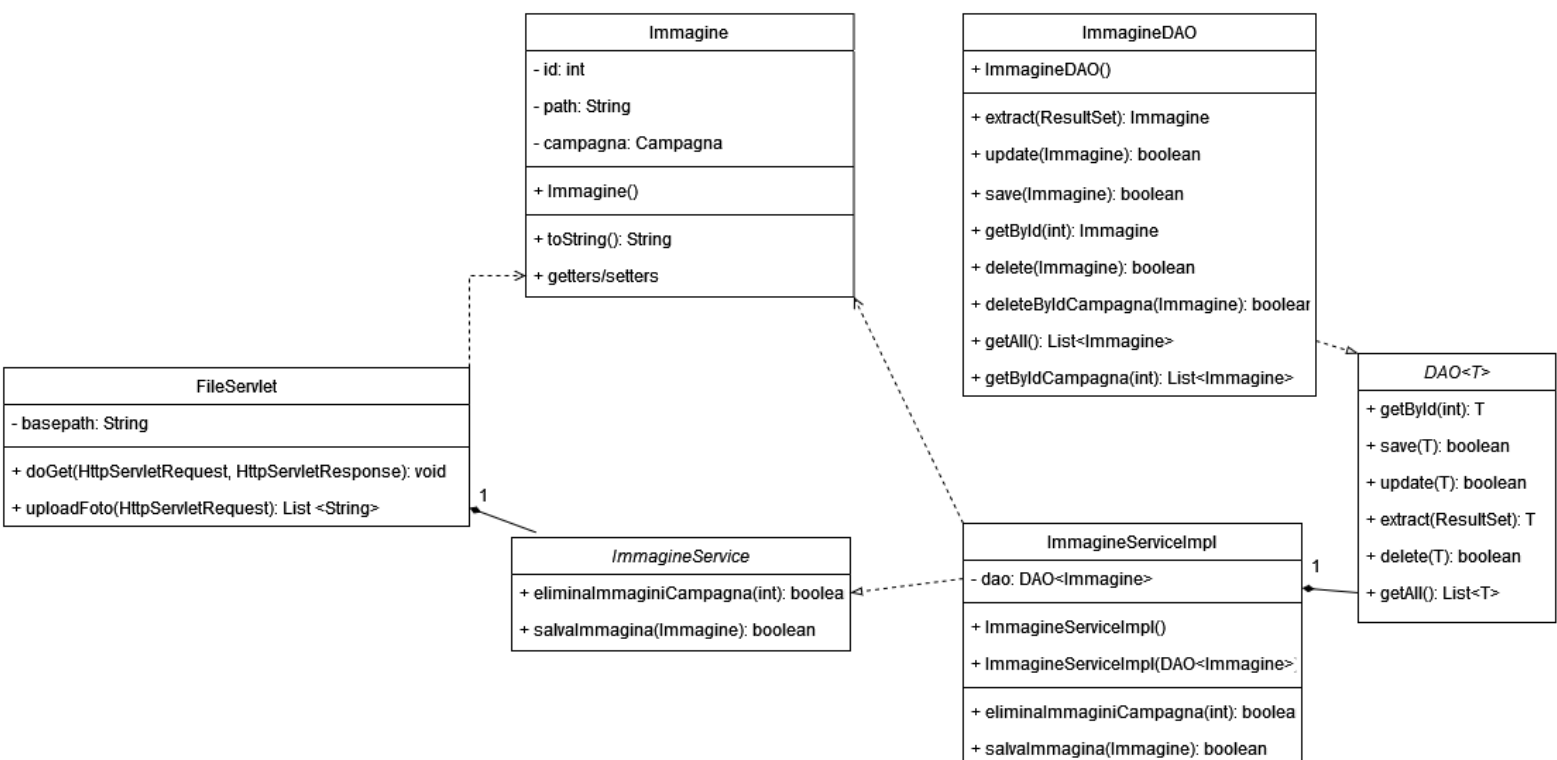 Immagine
- id: int
- path: String
- campagna: Campagna
+ Immagine()
+ toString(): String
+ getters/setters
ImmagineDAO
+ ImmagineDAO()
+ extract(ResultSet): Immagine
+ update(Immagine): boolean
+ save(Immagine): boolean
+ getById(int): Immagine
+ delete(Immagine): boolean
+ deleteByIdCampagna(Immagine): boolean
+ getAll(): List<Immagine>
+ getByIdCampagna(int): List<Immagine>
DAO<T>
+ getById(int): T
+ save(T): boolean
+ update(T): boolean
+ extract(ResultSet): T
+ delete(T): boolean
+ getAll(): List<T>
FileServlet
- basepath: String
+ doGet(HttpServletRequest, HttpServletResponse): void
+ uploadFoto(HttpServletRequest): List <String>
1
ImmagineService
+ eliminaImmaginiCampagna(int): boolea
+ salvaImmagina(Immagine): boolean
ImmagineServiceImpl
- dao: DAO<Immagine>
+ ImmagineServiceImpl()
+ ImmagineServiceImpl(DAO<Immagine>)
+ eliminaImmaginiCampagna(int): boolea
+ salvaImmagina(Immagine): boolean
1